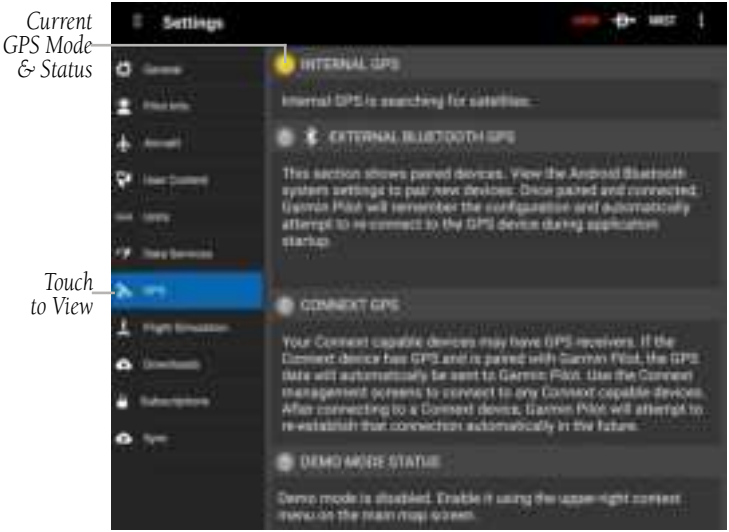 Current
GPS Mode
& Status
Touch
to View
Settings
NRST
General
Pilot Info
Aircraft
User Content
Units
Data Services
GPS
Flight Simulation
Downloads
Subscriptions
Sync
INTERNAL GPS
Internal GPS is searching for satellites.
EXTERNAL BLUETOOTH GPS
This section shows paired devices. View the Android Bluetooth
system settings to pair new devices. Once paired and connected,
Garmin Pilot will remember the configuration and automatically
attempt to re-connect to the GPS device during application
startup.
CONNEXT GPS
Your Connext capable devices may have GPS receivers. If the
Connext device has GPS and is paired with Garmin Pilot, the GPS
data will automatically be sent to Garmin Pilot. Use the Connext
management screens to connect to any Connext capable devices.
After connecting to a Connext device, Garmin Pilot will attempt to
re-establish that connection automatically in the future.
DEMO MODE STATUS
Demo mode is disabled. Enable it using the upper-right context
menu on the main map screen.